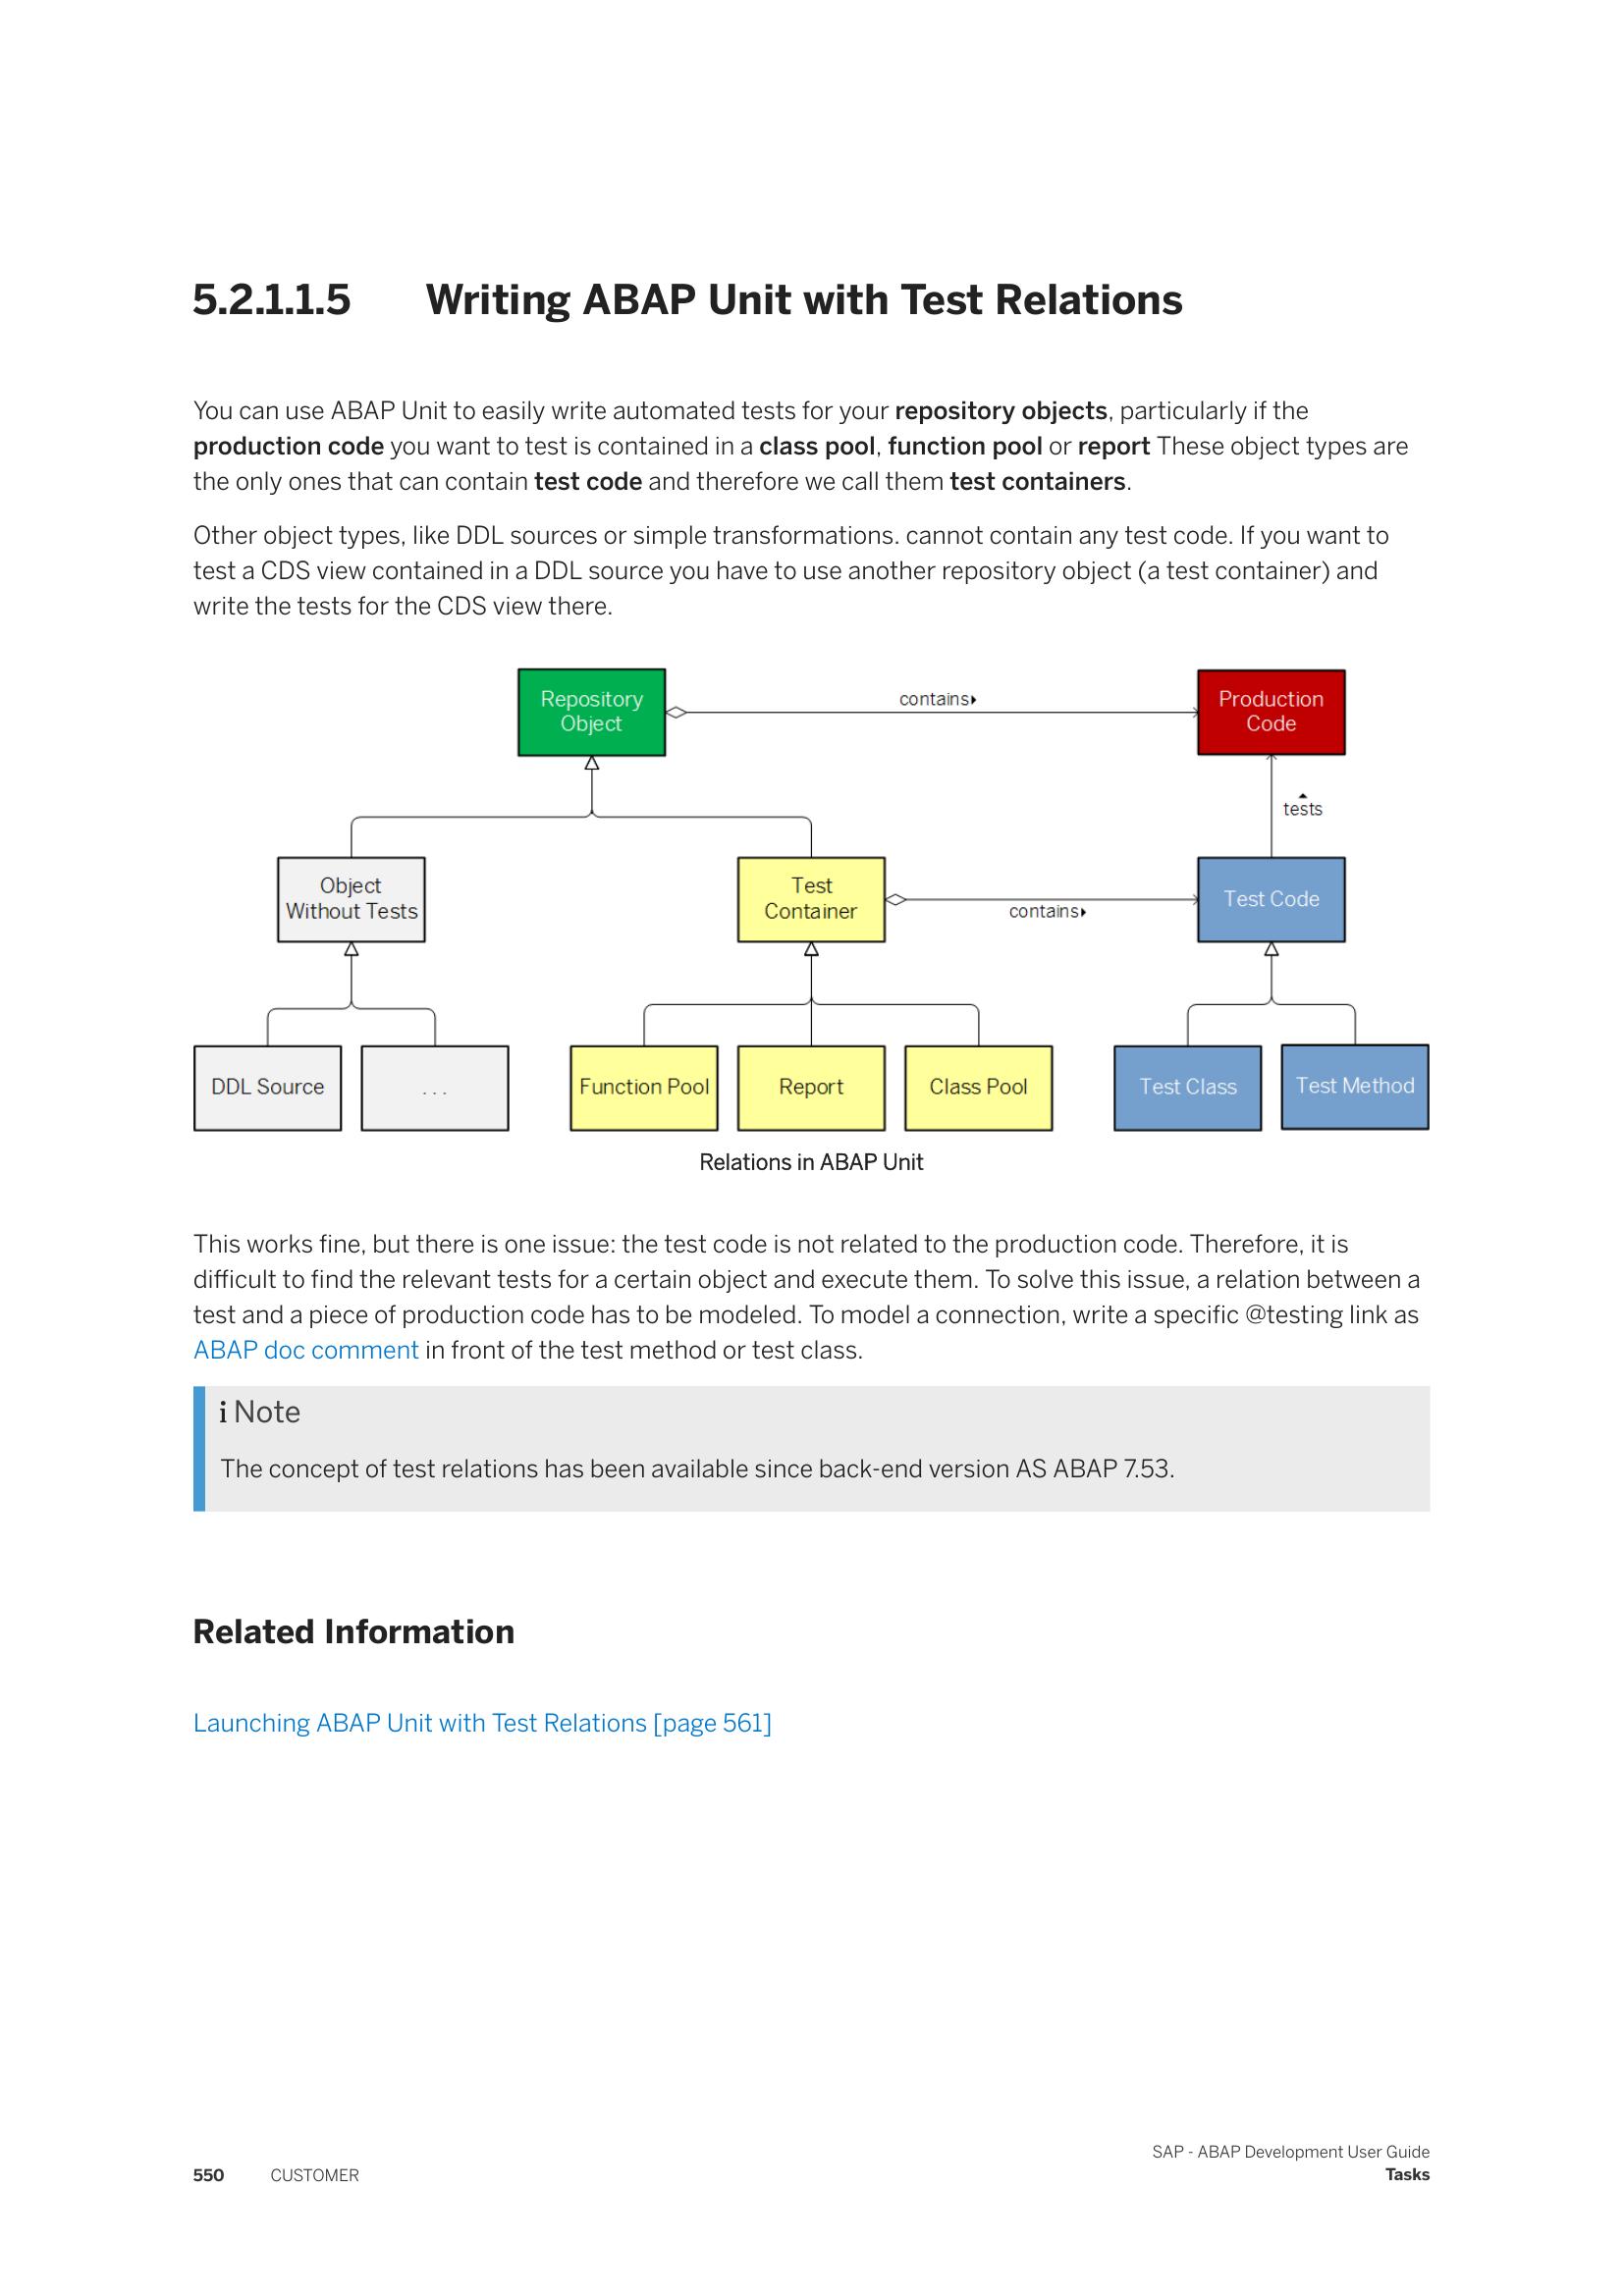 5.2.1.1.5 Writing ABAP Unit with Test Relations
You can use ABAP Unit to easily write automated tests for your repository objects, particularly if the
production code you want to test is contained in a class pool, function pool or report These object types are
the only ones that can contain test code and therefore we call them test containers.
Other object types, like DDL sources or simple transformations. cannot contain any test code. If you want to
test a CDS view contained in a DDL source you have to use another repository object (a test container) and
write the tests for the CDS view there.
Repository
Object
contains
Production
Code
tests
Object
Without Tests
Test
Container
contains
Test Code
DDL Source
. . .
Function Pool
Report
Class Pool
Test Class
Test Method
Relations in ABAP Unit
This works fine, but there is one issue: the test code is not related to the production code. Therefore, it is
difficult to find the relevant tests for a certain object and execute them. To solve this issue, a relation between a
test and a piece of production code has to be modeled. To model a connection, write a specific @testing link as
ABAP doc comment in front of the test method or test class.
i Note
The concept of test relations has been available since back-end version AS ABAP 7.53.
Related Information
Launching ABAP Unit with Test Relations [page 561]
SAP - ABAP Development User Guide
550 CUSTOMER Tasks